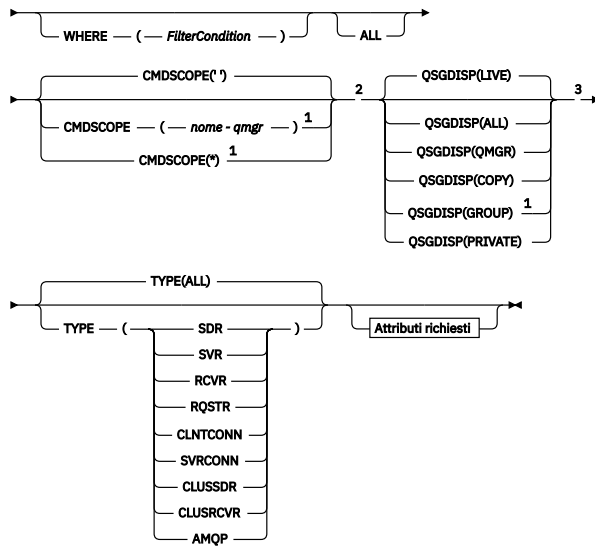 WHERE ( FilterCondition ) ALL
CMDSCOPE(' ') 2 QSGDISP(LIVE) 3
CMDSCOPE ( nome - qmgr ) 1 QSGDISP(ALL)
CMDSCOPE(*) 1 QSGDISP(QMGR)
QSGDISP(COPY)
QSGDISP(GROUP) 1
QSGDISP(PRIVATE)
TYPE(ALL)
TYPE ( SDR ) Attributi richiesti
SVR
RCVR
RQSTR
CLNTCONN
SVRCONN
CLUSSDR
CLUSRCVR
AMQP